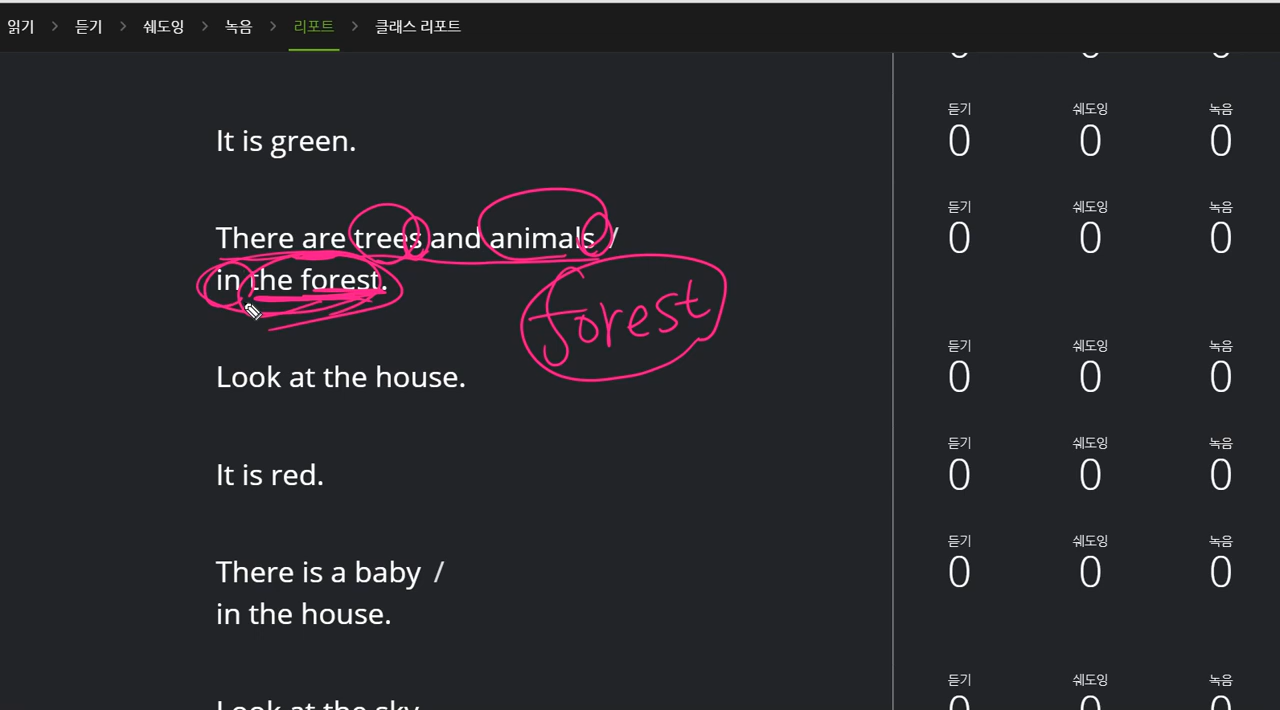 읽기 > 듣기 > 쉐도잉 > 녹음 > 리포트 > 클래스 리포트
듣기 쉐도잉 녹음
It is green. 0 0 0
듣기 쉐도잉 녹음
There are trees and animals / 0 0 0
in the forest.
forest
듣기 쉐도잉 녹음
Look at the house. 0 0 0
듣기 쉐도잉 녹음
It is red. 0 0 0
듣기 쉐도잉 녹음
There is a baby / 0 0 0
in the house.
듣기 쉐도잉 녹음
Look at the sky